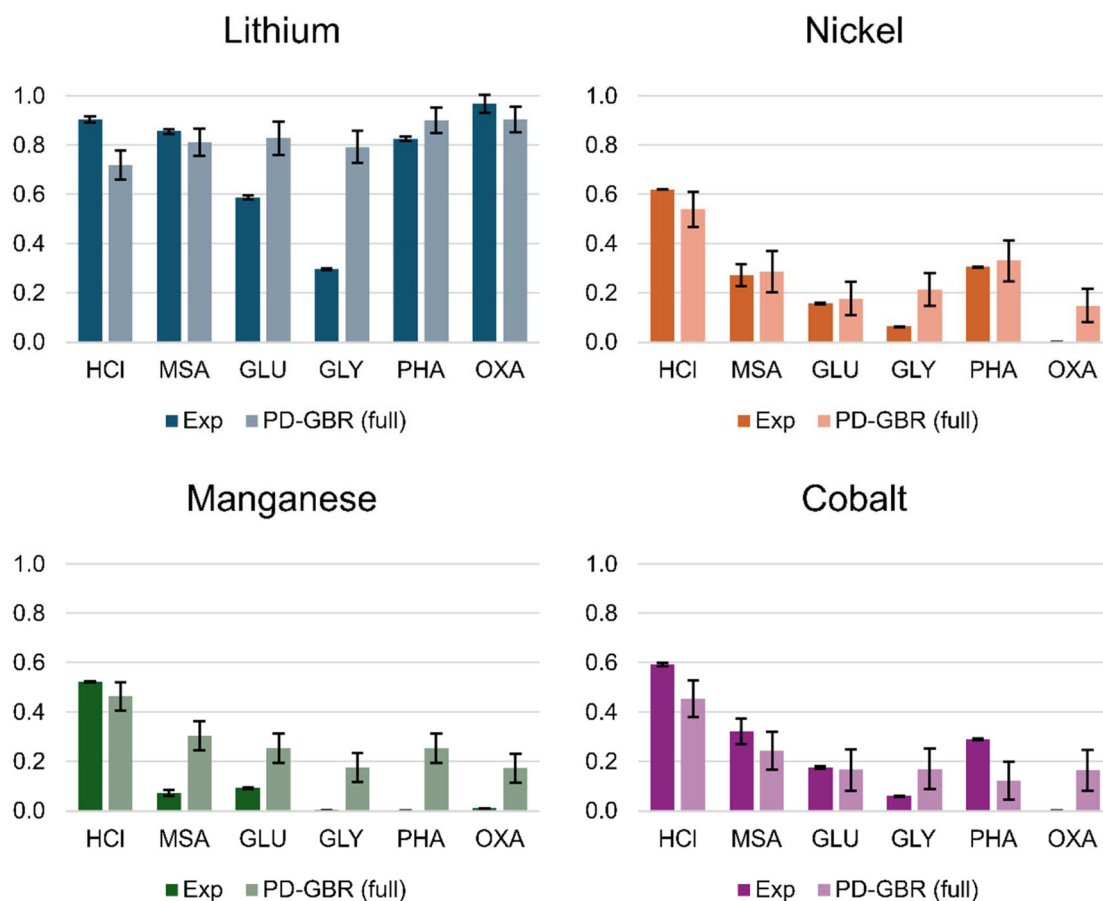 Lithium
1.0
0.8
0.6
0.4
0.2
0.0
HCl MSA GLU GLY PHA OXA
Exp PD-GBR (full)
Nickel
1.0
0.8
0.6
0.4
0.2
0.0
HCl MSA GLU GLY PHA OXA
Exp PD-GBR (full)
Manganese
1.0
0.8
0.6
0.4
0.2
0.0
HCl MSA GLU GLY PHA OXA
Exp PD-GBR (full)
Cobalt
1.0
0.8
0.6
0.4
0.2
0.0
HCl MSA GLU GLY PHA OXA
Exp PD-GBR (full)